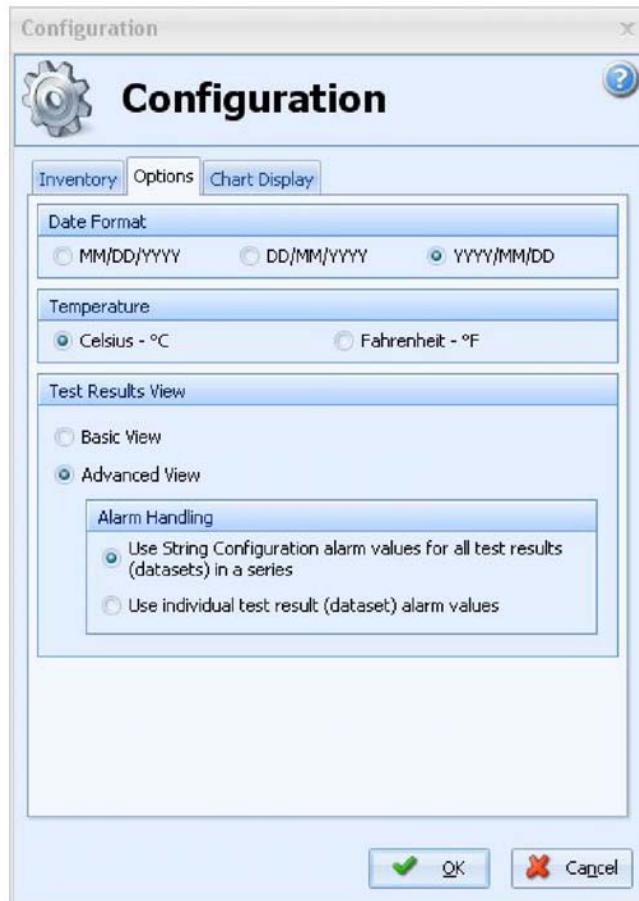 Configuration
Configuration
Inventory Options Chart Display
Date Format
MM/DD/YYYY DD/MM/YYYY YYYY/MM/DD
Temperature
Celsius - ºC Fahrenheit - ºF
Test Results View
Basic View
Advanced View
Alarm Handling
Use String Configuration alarm values for all test results
(datasets) in a series
Use individual test result (dataset) alarm values
OK Cancel